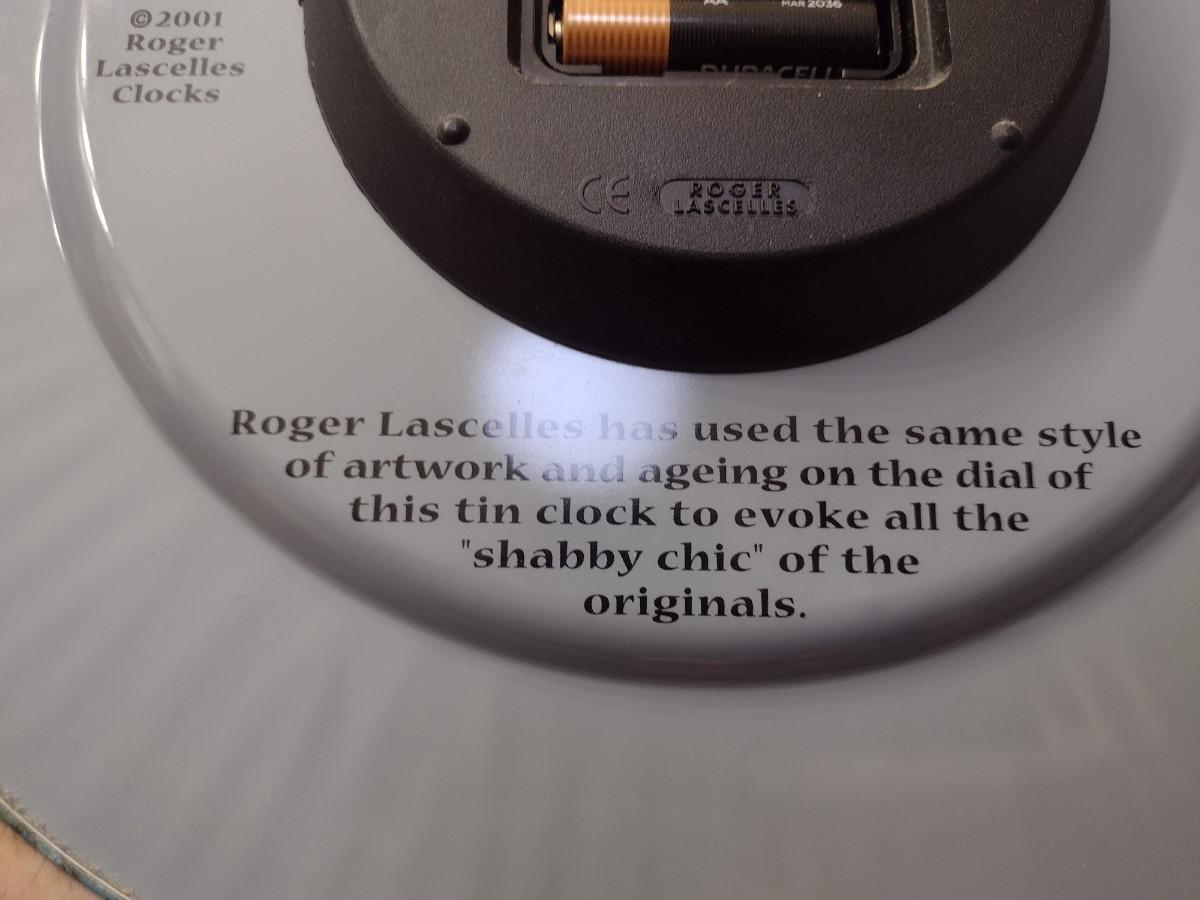 ©2001
Roger
Lascelles
Clocks
AA
MAR 2036
DURACELL
CE
ROGER
LASCELLES
Roger Lascelles has used the same style
of artwork and ageing on the dial of
this tin clock to evoke all the
"shabby chic" of the
originals.